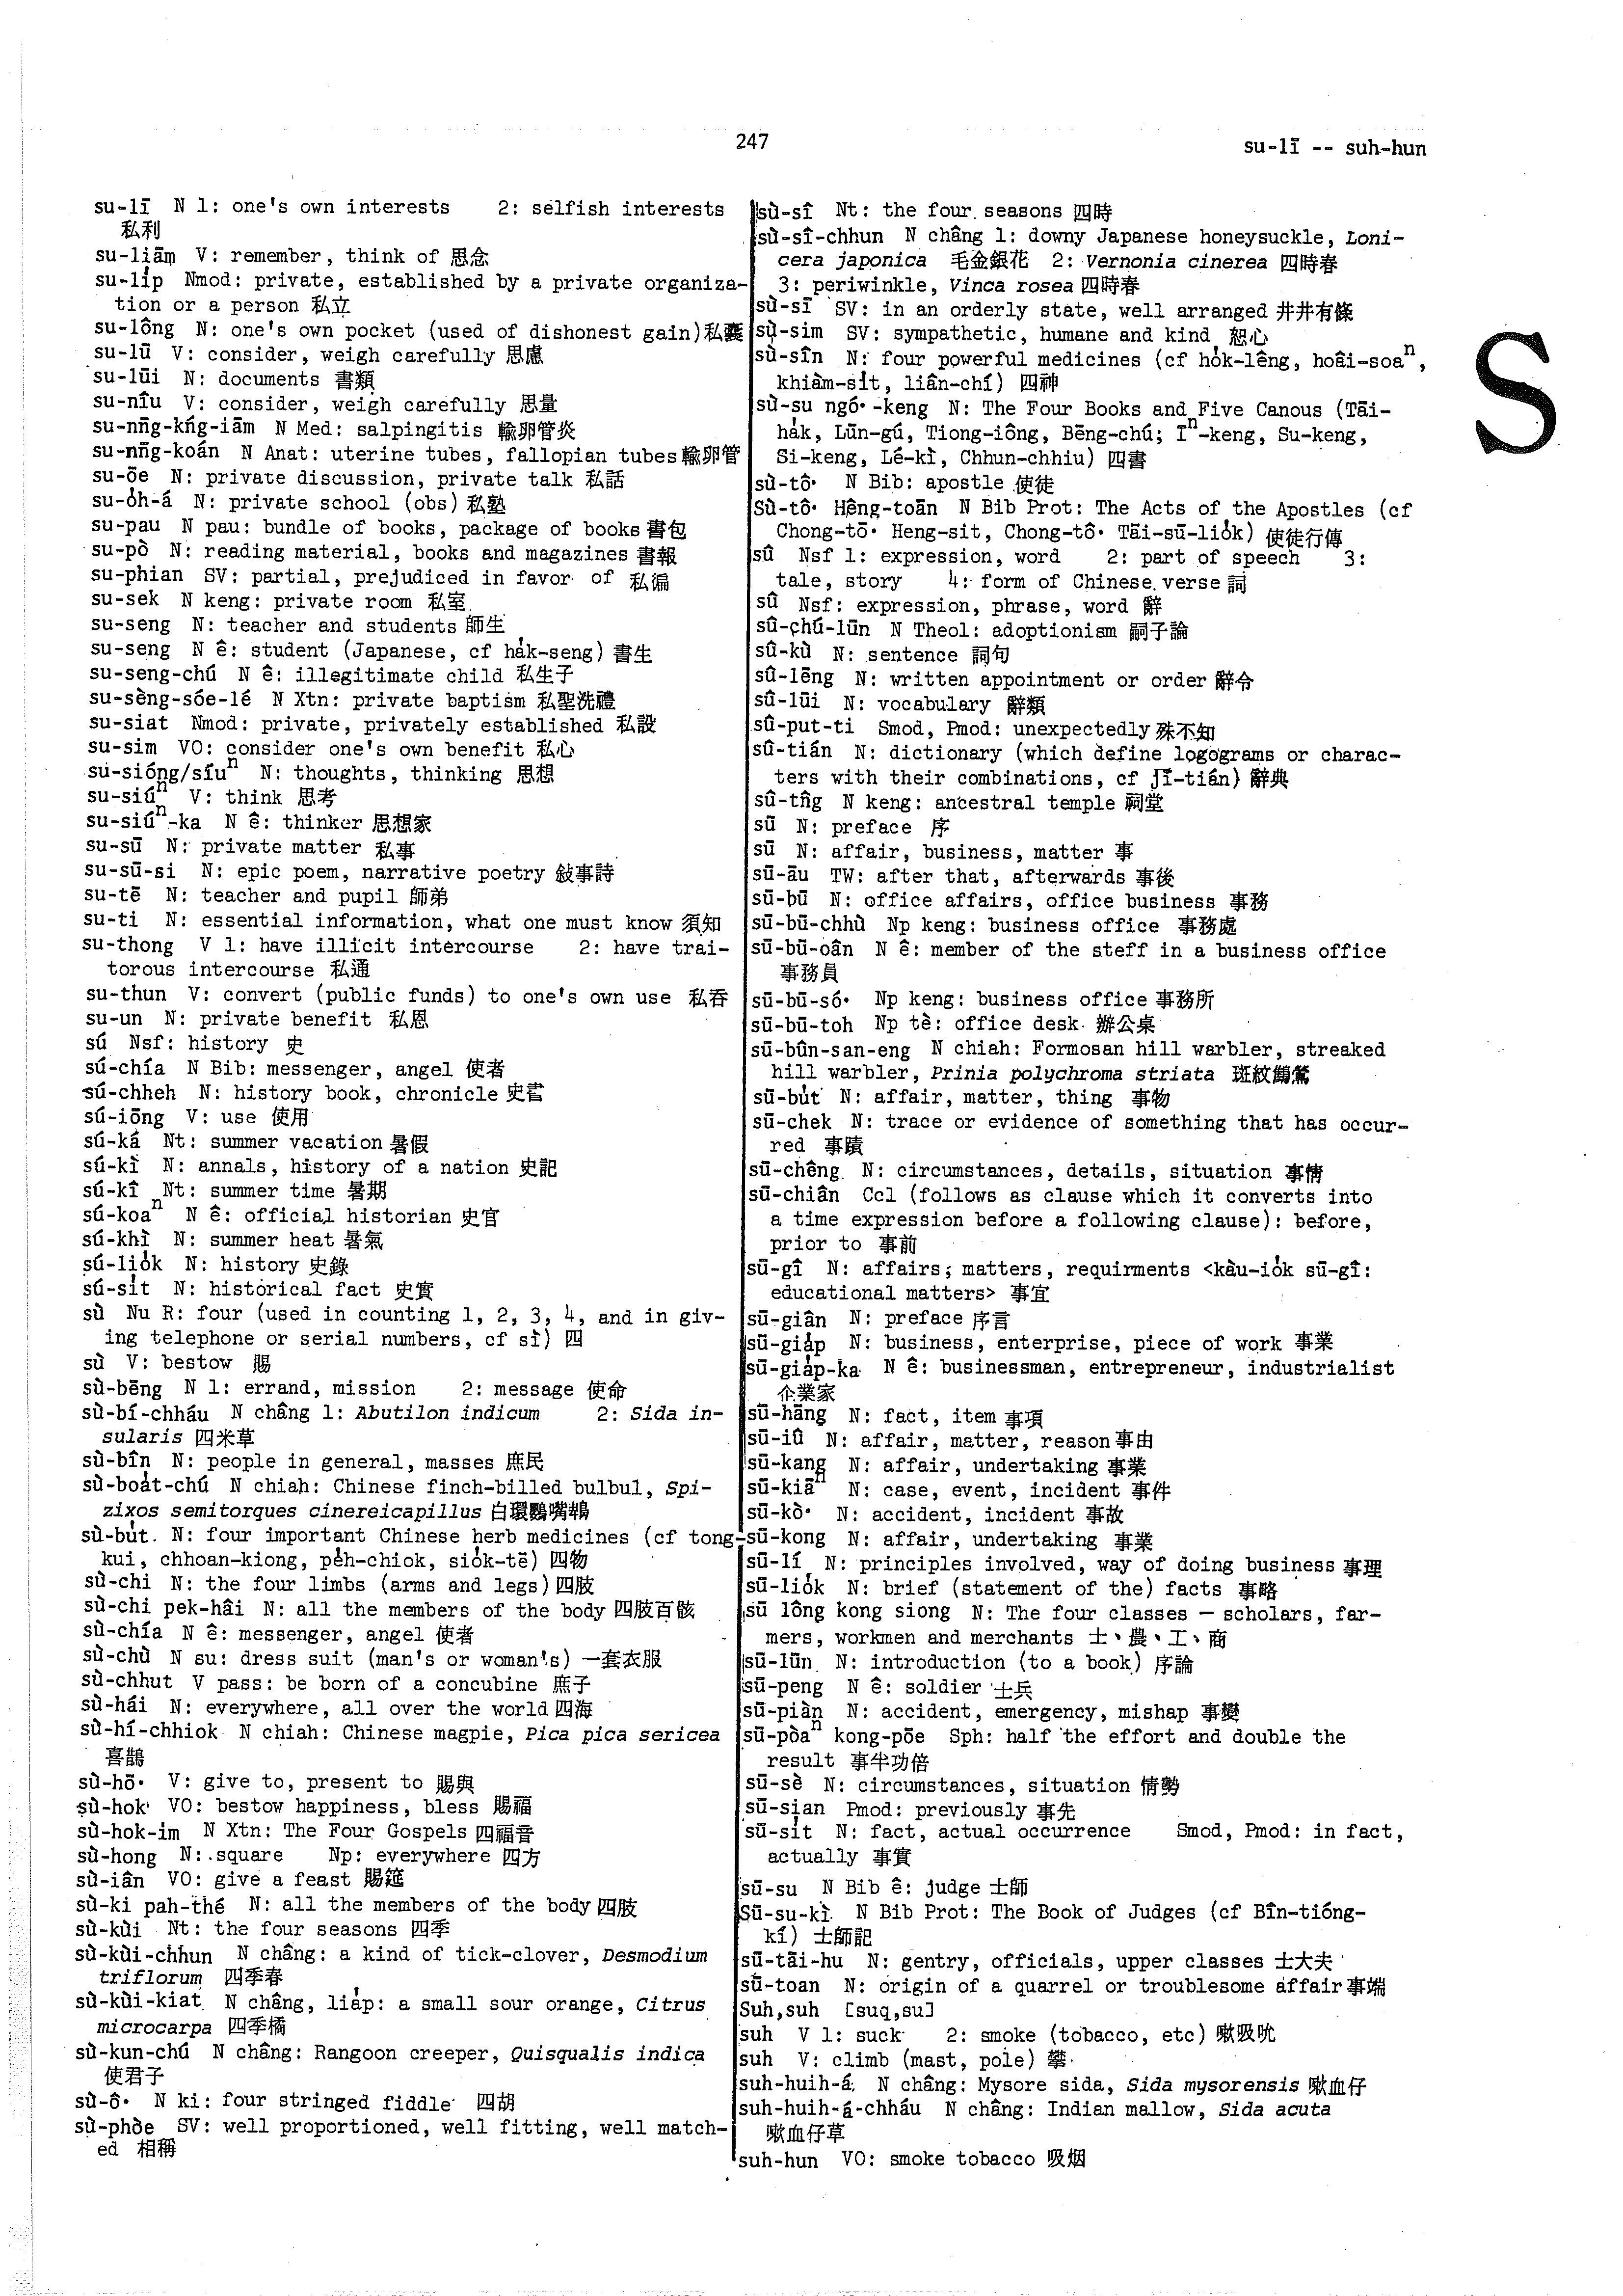 247
su-lī -- suh-hun
su-lī N 1: one's own interests 2: selfish interests
私利
su-liām V: remember, think of 思念
su-li̍p Nmod: private, established by a private organiza-
tion or a person 私立
su-lông N: one's own pocket (used of dishonest gain) 私囊
su-lū V: consider, weigh carefully 思慮
su-lūi N: documents 書類
su-niû V: consider, weigh carefully 思量
su-nn̄g-kńg-iām N Med: salpingitis 輸卵管炎
su-nn̄g-koán N Anat: uterine tubes, fallopian tubes 輸卵管
su-ōe N: private discussion, private talk 私話
su-o̍h-á N: private school (obs) 私塾
su-pau N pau: bundle of books, package of books 書包
su-pò N: reading material, books and magazines 書報
su-phian SV: partial, prejudiced in favor of 私偏
su-sek N keng: private room 私室
su-seng N: teacher and students 師生
su-seng N ê: student (Japanese, cf ha̍k-seng) 書生
su-seng-chú N ê: illegitimate child 私生子
su-sèng-sóe-lé N Xtn: private baptism 私聖洗禮
su-siat Nmod: private, privately established 私設
su-sim VO: consider one's own benefit 私心
su-sióng/síuⁿ N: thoughts, thinking 思想
su-siúⁿ V: think 思考
su-siúⁿ-ka N ê: thinker 思想家
su-sū N: private matter 私事
su-sū-si N: epic poem, narrative poetry 敍事詩
su-tē N: teacher and pupil 師弟
su-ti N: essential information, what one must know 須知
su-thong V 1: have illicit intercourse 2: have trai-
torous intercourse 私通
su-thun V: convert (public funds) to one's own use 私呑
su-un N: private benefit 私恩
sú Nsf: history 史
sú-chía N Bib: messenger, angel 使者
sú-chheh N: history book, chronicle 史書
sú-iōng V: use 使用
sú-ká Nt: summer vacation 暑假
sú-kì N: annals, history of a nation 史記
sú-kî Nt: summer time 暑期
sú-koaⁿ N ê: official historian 史官
sú-khì N: summer heat 暑氣
sú-lio̍k N: history 史錄
sú-si̍t N: historical fact 史實
sù Nu R: four (used in counting 1, 2, 3, 4, and in giv-
ing telephone or serial numbers, cf sì) 四
sù V: bestow 賜
sù-bēng N 1: errand, mission 2: message 使命
sù-bí-chháu N châng 1: Abutilon indicum 2: Sida in-
sularis 四米草
sù-bîn N: people in general, masses 庶民
sù-boa̍t-chú N chiah: Chinese finch-billed bulbul, Spi-
zixos semitorques cinereicapillus 白環鸚嘴鵯
sù-bu̍t. N: four important Chinese herb medicines (cf tong-
kui, chhoan-kiong, pe̍h-chiok, sio̍k-tē) 四物
sù-chi N: the four limbs (arms and legs) 四肢
sù-chi pek-hâi N: all the members of the body 四肢百骸
sù-chía N ê: messenger, angel 使者
sù-chù N su: dress suit (man's or woman's) 一套衣服
sù-chhut V pass: be born of a concubine 庶子
sù-hái N: everywhere, all over the world 四海
sù-hí-chhiok N chiah: Chinese magpie, Pica pica sericea
喜鵲
sù-hō· V: give to, present to 賜與
sù-hok VO: bestow happiness, bless 賜福
sù-hok-im N Xtn: The Four Gospels 四福音
sù-hong N: square Np: everywhere 四方
sù-iân VO: give a feast 賜筵
sù-ki pah-thé N: all the members of the body 四肢
sù-kùi Nt: the four seasons 四季
sù-kùi-chhun N châng: a kind of tick-clover, Desmodium
triflorum 四季春
sù-kùi-kiat N châng, lia̍p: a small sour orange, Citrus
microcarpa 四季橘
sù-kun-chú N châng: Rangoon creeper, Quisqualis indica
使君子
sù-ô· N ki: four stringed fiddle 四胡
sù-phòe SV: well proportioned, well fitting, well match-
ed 相稱
sù-sî Nt: the four seasons 四時
sù-sî-chhun N châng 1: downy Japanese honeysuckle, Loni-
cera japonica 毛金銀花 2: Vernonia cinerea 四時春
3: periwinkle, Vinca rosea 四時春
sù-sī SV: in an orderly state, well arranged 井井有條
sù-sim SV: sympathetic, humane and kind 恕心
sù-sîn N: four powerful medicines (cf ho̍k-lêng, hoâi-soaⁿ,
khiàm-si̍t, liân-chí) 四神
sù-su ngó·-keng N: The Four Books and Five Canous (Tāi-
ha̍k, Lūn-gú, Tiong-iông, Bēng-chú; Īⁿ-keng, Su-keng,
Si-keng, Lé-kì, Chhun-chhiu) 四書
sù-tô· N Bib: apostle 使徒
Sù-tô· Hêng-toān N Bib Prot: The Acts of the Apostles (cf
Chong-tō· Heng-sit, Chong-tô· Tāi-sū-lio̍k) 使徒行傳
sû Nsf 1: expression, word 2: part of speech 3:
tale, story 4: form of Chinese verse 詞
sû Nsf: expression, phrase, word 辭
sû-chú-lūn N Theol: adoptionism 嗣子論
sû-kù N: sentence 詞句
sû-lēng N: written appointment or order 辭令
sû-lūi N: vocabulary 辭類
sû-put-ti Smod, Pmod: unexpectedly 殊不知
sû-tián N: dictionary (which define logograms or charac-
ters with their combinations, cf jī-tián) 辭典
sû-tn̂g N keng: ancestral temple 祠堂
sū N: preface 序
sū N: affair, business, matter 事
sū-āu TW: after that, afterwards 事後
sū-bū N: office affairs, office business 事務
sū-bū-chhù Np keng: business office 事務處
sū-bū-oân N ê: member of the steff in a business office
事務員
sū-bū-só· Np keng: business office 事務所
sū-bū-toh Np tè: office desk 辦公桌
sū-bûn-san-eng N chiah: Formosan hill warbler, streaked
hill warbler, Prinia polychroma striata 斑紋鷦鶯
sū-bu̍t N: affair, matter, thing 事物
sū-chek N: trace or evidence of something that has occur-
red 事蹟
sū-chêng N: circumstances, details, situation 事情
sū-chiân Ccl (follows as clause which it converts into
a time expression before a following clause): before,
prior to 事前
sū-gî N: affairs; matters, requirments <kàu-io̍k sū-gî:
educational matters> 事宜
sū-giân N: preface 序言
sū-gia̍p N: business, enterprise, piece of work 事業
sū-gia̍p-ka N ê: businessman, entrepreneur, industrialist
企業家
sū-hāng N: fact, item 事項
sū-iû N: affair, matter, reason 事由
sū-kang N: affair, undertaking 事業
sū-kiāⁿ N: case, event, incident 事件
sū-kò· N: accident, incident 事故
sū-kong N: affair, undertaking 事業
sū-lí N: principles involved, way of doing business 事理
sū-lio̍k N: brief (statement of the) facts 事略
sū lông kong siong N: The four classes — scholars, far-
mers, workmen and merchants 士、農、工、商
sū-lūn N: introduction (to a book) 序論
sū-peng N ê: soldier 士兵
sū-piàn N: accident, emergency, mishap 事變
sū-pòaⁿ kong-pōe Sph: half the effort and double the
result 事半功倍
sū-sè N: circumstances, situation 情勢
sū-sian Pmod: previously 事先
sū-si̍t N: fact, actual occurrence Smod, Pmod: in fact,
actually 事實
sū-su N Bib ê: judge 士師
Sū-su-kì N Bib Prot: The Book of Judges (cf Bîn-tióng-
kí) 士師記
sū-tāi-hu N: gentry, officials, upper classes 士大夫
sū-toan N: origin of a quarrel or troublesome affair 事端
Suh,suh [suq,su]
suh V 1: suck 2: smoke (tobacco, etc) 嗽吸吮
suh V: climb (mast, pole) 攀
suh-huih-á N châng: Mysore sida, Sida mysorensis 嗽血仔
suh-huih-á-chháu N châng: Indian mallow, Sida acuta
嗽血仔草
suh-hun VO: smoke tobacco 吸烟
S